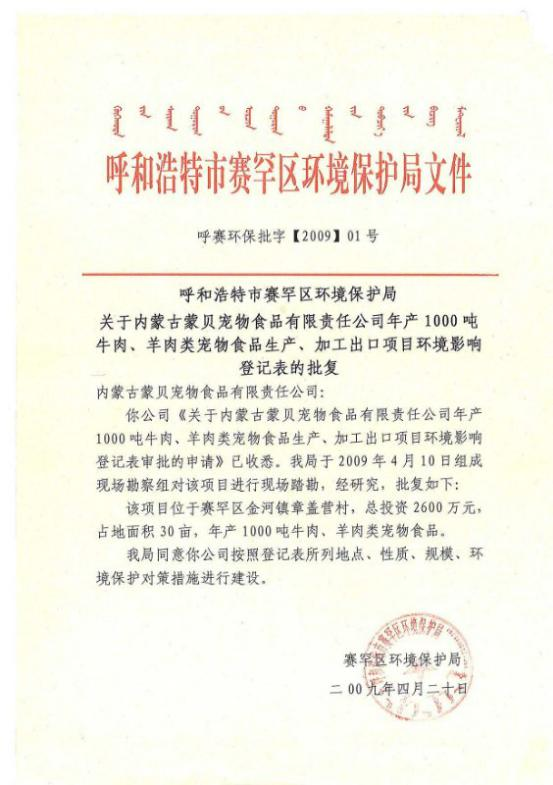 呼和浩特市赛罕区环境保护局文件
呼赛环保批字【2009】01号
呼和浩特市赛罕区环境保护局
关于内蒙古蒙贝宠物食品有限责任公司年产1000吨
牛肉、羊肉类宠物食品生产、加工出口项目环境影响
登记表的批复
内蒙古蒙贝宠物食品有限责任公司：
你公司《关于内蒙古蒙贝宠物食品有限责任公司年产
1000吨牛肉、羊肉类宠物食品生产、加工出口项目环境影响
登记表审批的申请》已收悉。我局于2009年4月10日组成
现场勘察组对该项目进行现场踏勘，经研究，批复如下：
该项目位于赛罕区金河镇章盖营村，总投资2600万元，
占地面积30亩，年产1000吨牛肉、羊肉类宠物食品。
我局同意你公司按照登记表所列地点、性质、规模、环
境保护对策措施进行建设。
赛罕区环境保护局
二00九年四月二十日